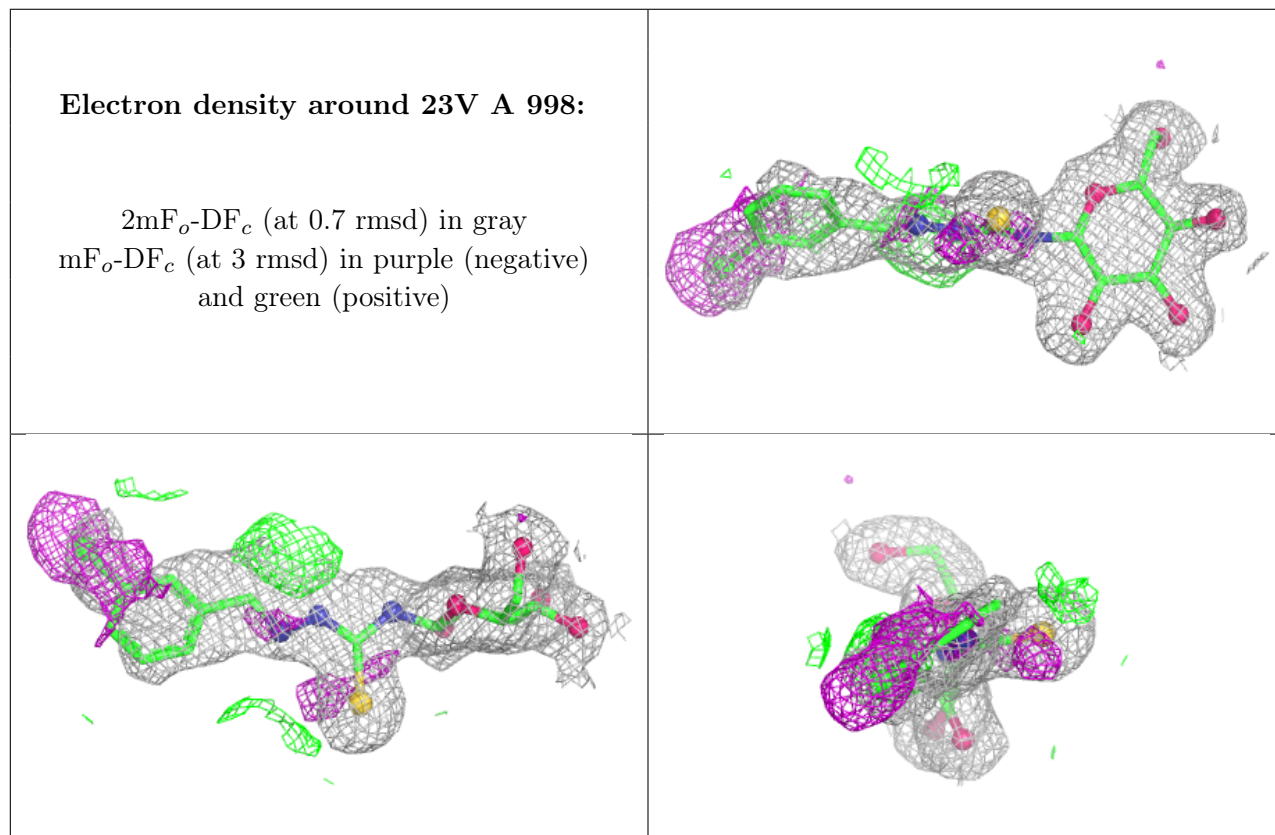 Electron density around 23V A 998:
2mFo-DFc (at 0.7 rmsd) in gray
mFo-DFc (at 3 rmsd) in purple (negative)
and green (positive)